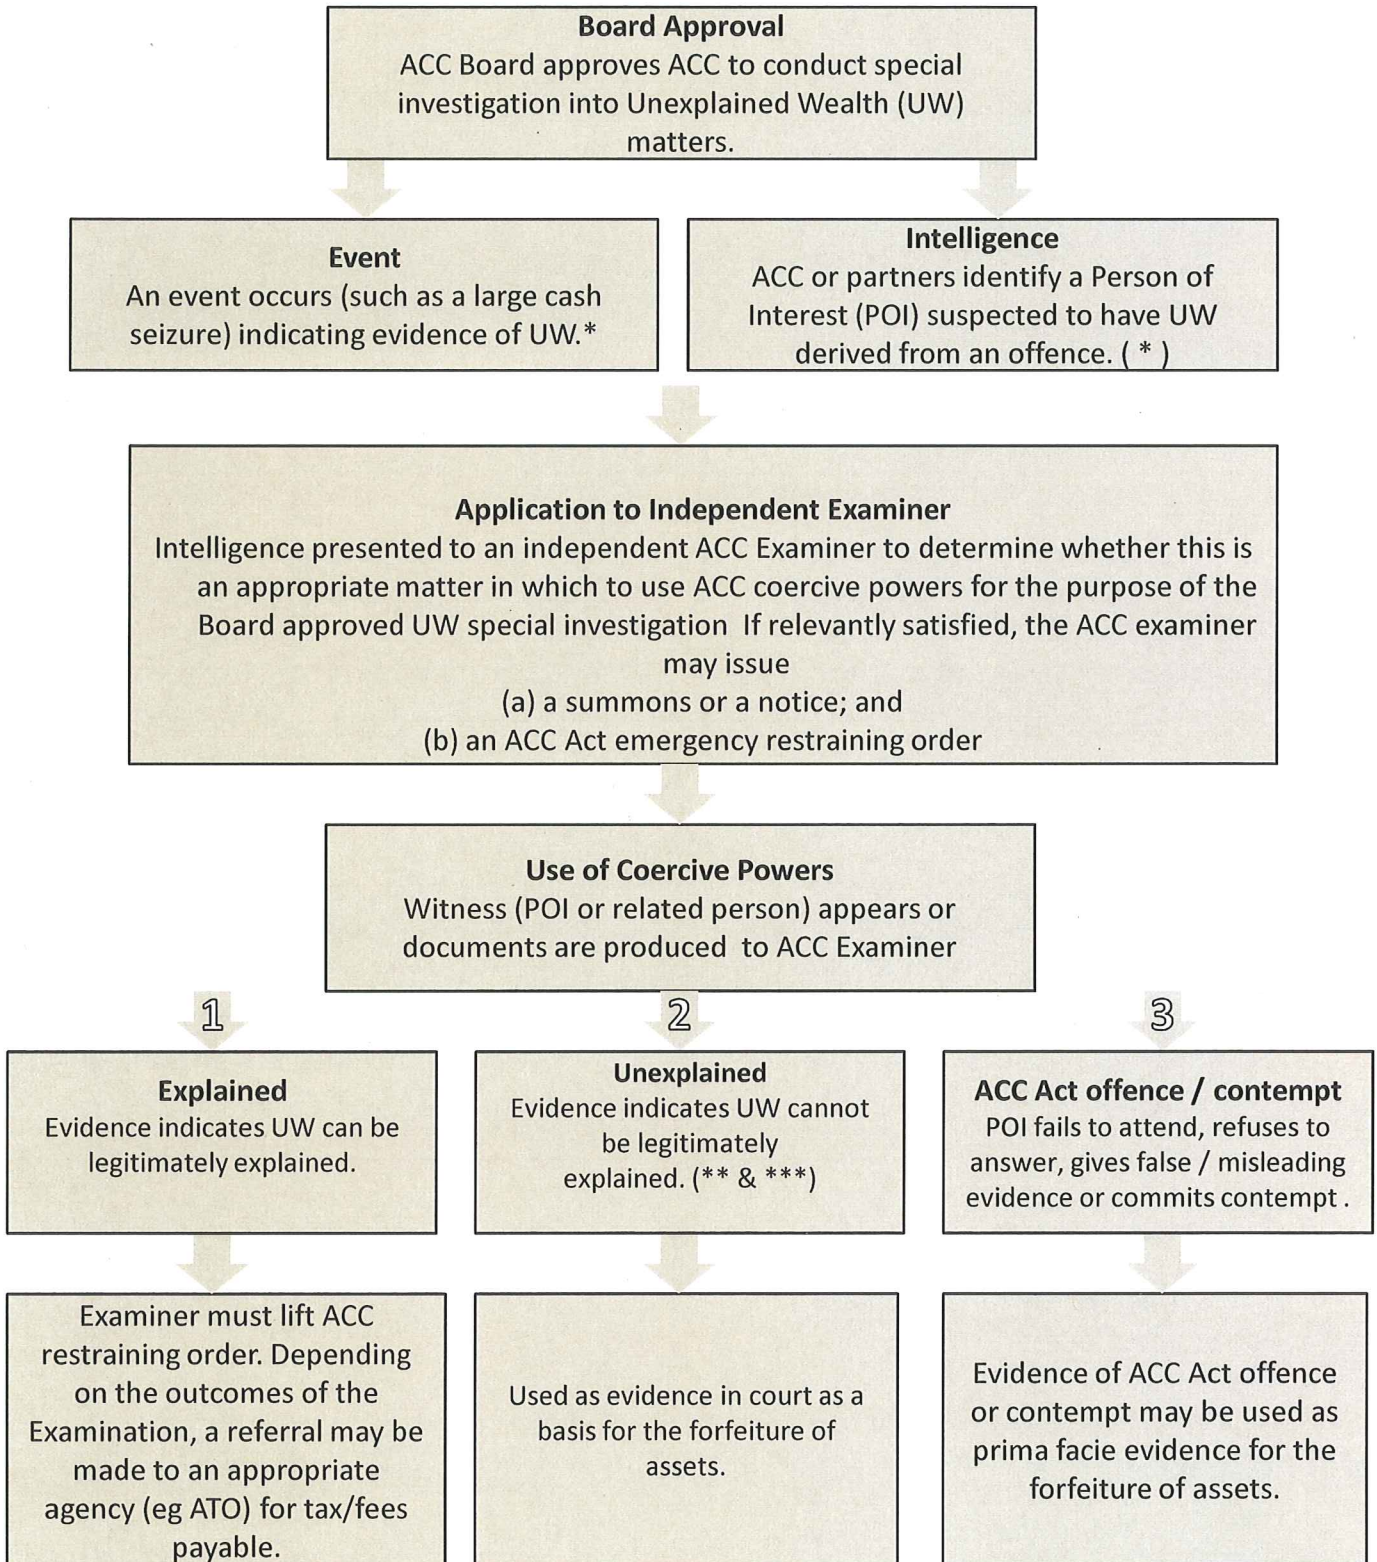 Board Approval
ACC Board approves ACC to conduct special
investigation into Unexplained Wealth (UW)
matters.
Event
An event occurs (such as a large cash
seizure) indicating evidence of UW.*
Intelligence
ACC or partners identify a Person of
Interest (POI) suspected to have UW
derived from an offence. ( * )
Application to Independent Examiner
Intelligence presented to an independent ACC Examiner to determine whether this is
an appropriate matter in which to use ACC coercive powers for the purpose of the
Board approved UW special investigation  If relevantly satisfied, the ACC examiner
may issue
(a) a summons or a notice; and
(b) an ACC Act emergency restraining order
Use of Coercive Powers
Witness (POI or related person) appears or
documents are produced  to ACC Examiner
1
2
3
Explained
Evidence indicates UW can be
legitimately explained.
Unexplained
Evidence indicates UW cannot
be legitimately
explained. (** & ***)
ACC Act offence / contempt
POI fails to attend, refuses to
answer, gives false / misleading
evidence or commits contempt .
Examiner must lift ACC
restraining order. Depending
on the outcomes of the
Examination, a referral may be
made to an appropriate
agency (eg ATO) for tax/fees
payable.
Used as evidence in court as a
basis for the forfeiture of
assets.
Evidence of ACC Act offence
or contempt may be used as
prima facie evidence for the
forfeiture of assets.